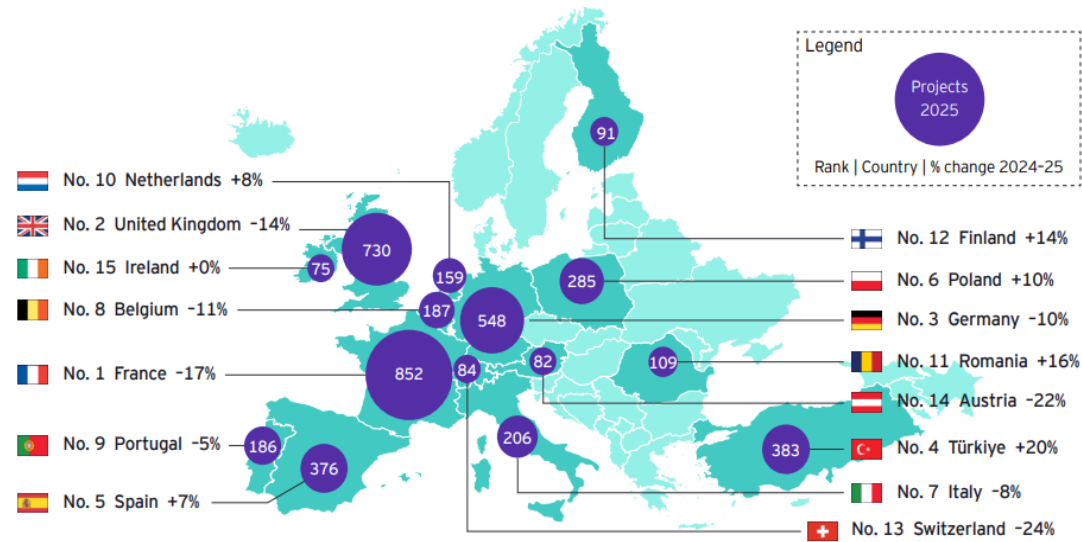 Legend
Projects
2025
Rank | Country | % change 2024–25
No. 10 Netherlands +8%
No. 2 United Kingdom –14%
No. 15 Ireland +0%
No. 8 Belgium –11%
No. 1 France –17%
No. 9 Portugal –5%
No. 5 Spain +7%
91
730
75
159
187
285
548
852
84
82
109
186
376
206
383
No. 12 Finland +14%
No. 6 Poland +10%
No. 3 Germany –10%
No. 11 Romania +16%
No. 14 Austria –22%
No. 4 Türkiye +20%
No. 7 Italy –8%
No. 13 Switzerland –24%